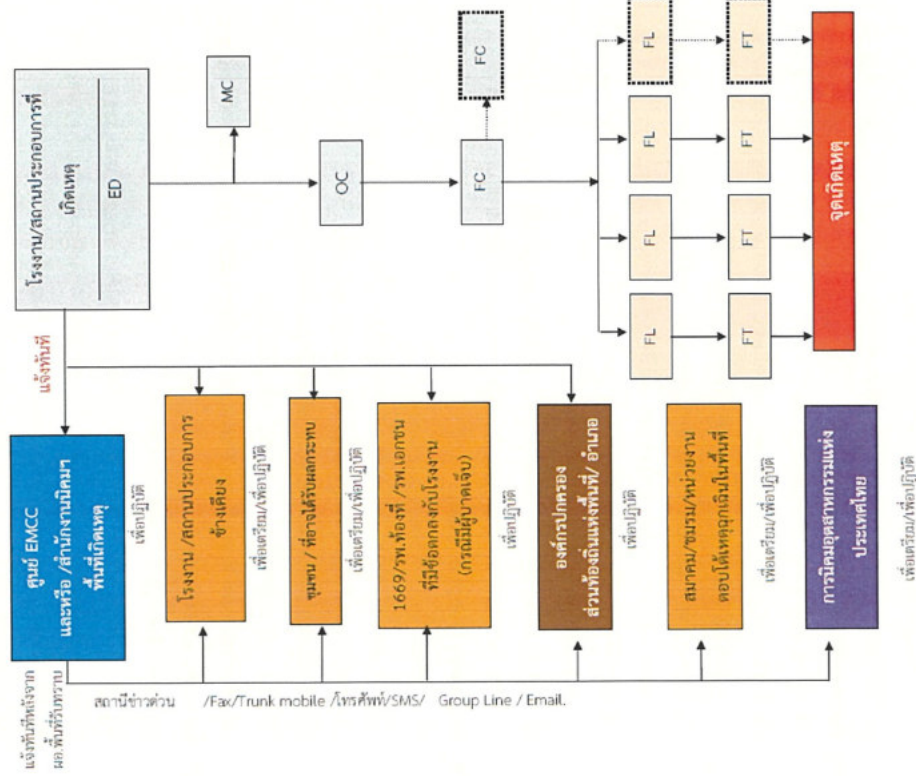 โรงงาน/สถานประกอบการที่
เกิดเหตุ
ED
MC
OC
FC
FC
FL
FL
FL
FL
FT
FT
FT
FT
จุดเกิดเหตุ
แจ้งทันที
ศูนย์ EMCC
และหรือ /สำนักงานนิคมฯ
พื้นที่เกิดเหตุ
เพื่อปฏิบัติ
แจ้งทันทีหลังจาก
ผอ.พื้นที่รับทราบ
สถานีข่าวด่วน /Fax/Trunk mobile /โทรศัพท์/SMS/ Group Line / Email.
โรงงาน /สถานประกอบการ
ข้างเคียง
เพื่อเตรียม/เพื่อปฏิบัติ
ชุมชน / ที่อาจได้รับผลกระทบ
เพื่อเตรียม/เพื่อปฏิบัติ
1669/รพ.ท้องที่ /รพ.เอกชน
ที่มีข้อตกลงกับโรงงาน
(กรณีมีผู้บาดเจ็บ)
เพื่อปฏิบัติ
องค์กรปกครอง
ส่วนท้องถิ่นแห่งพื้นที่/ อำเภอ
เพื่อปฏิบัติ
สมาคม/ชมรม/หน่วยงาน
ตอบโต้เหตุฉุกเฉินในพื้นที่
เพื่อเตรียม/เพื่อปฏิบัติ
การนิคมอุตสาหกรรมแห่ง
ประเทศไทย
เพื่อเตรียม/เพื่อปฏิบัติ